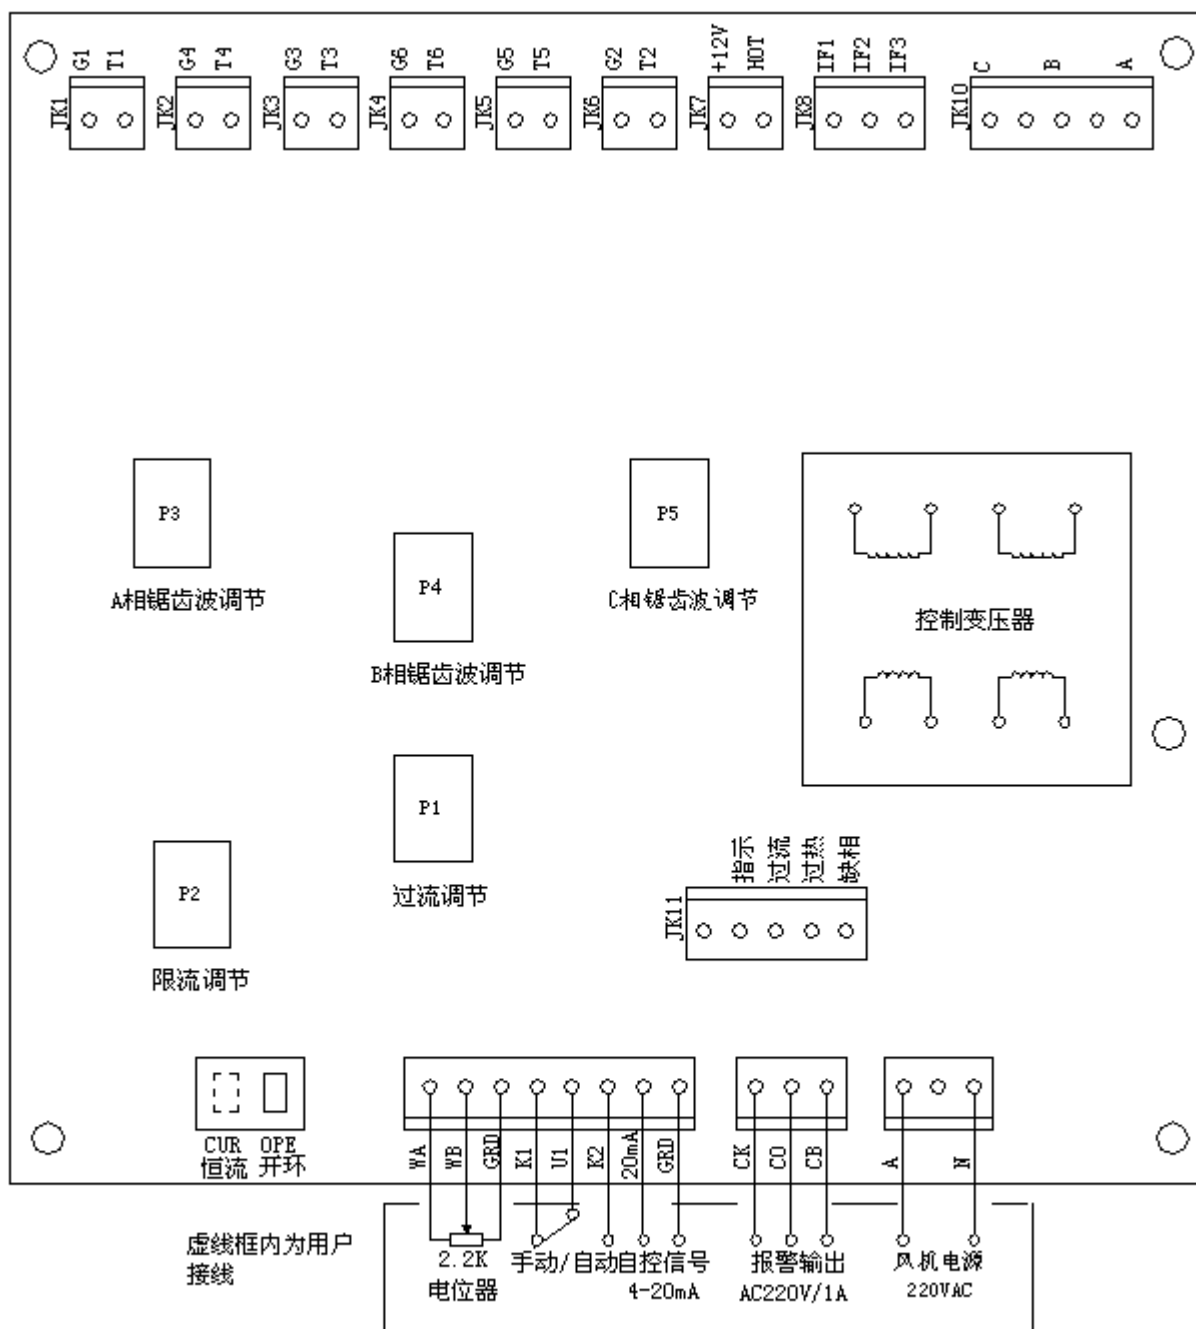 G1 T1 G4 T4 G3 T3 G6 T6 G5 T5 G2 T2 +12V HOT IF1 IF2 IF3 C B A
JK1 JK2 JK3 JK4 JK5 JK6 JK7 JK8 JK10
P3 P5
P4
A相锯齿波调节 C相锯齿波调节
控制变压器
B相锯齿波调节
P1
指示 过流 过热 缺相
P2 过流调节 JK11
限流调节
CUR OPE WA WB GRD K1 U1 K2 20mA GRD CK CO CB A N
恒流 开环
虚线框内为用户
接线
2.2K 手动/自动 自控信号 报警输出 风机电源
电位器 4-20mA AC220V/1A 220VAC